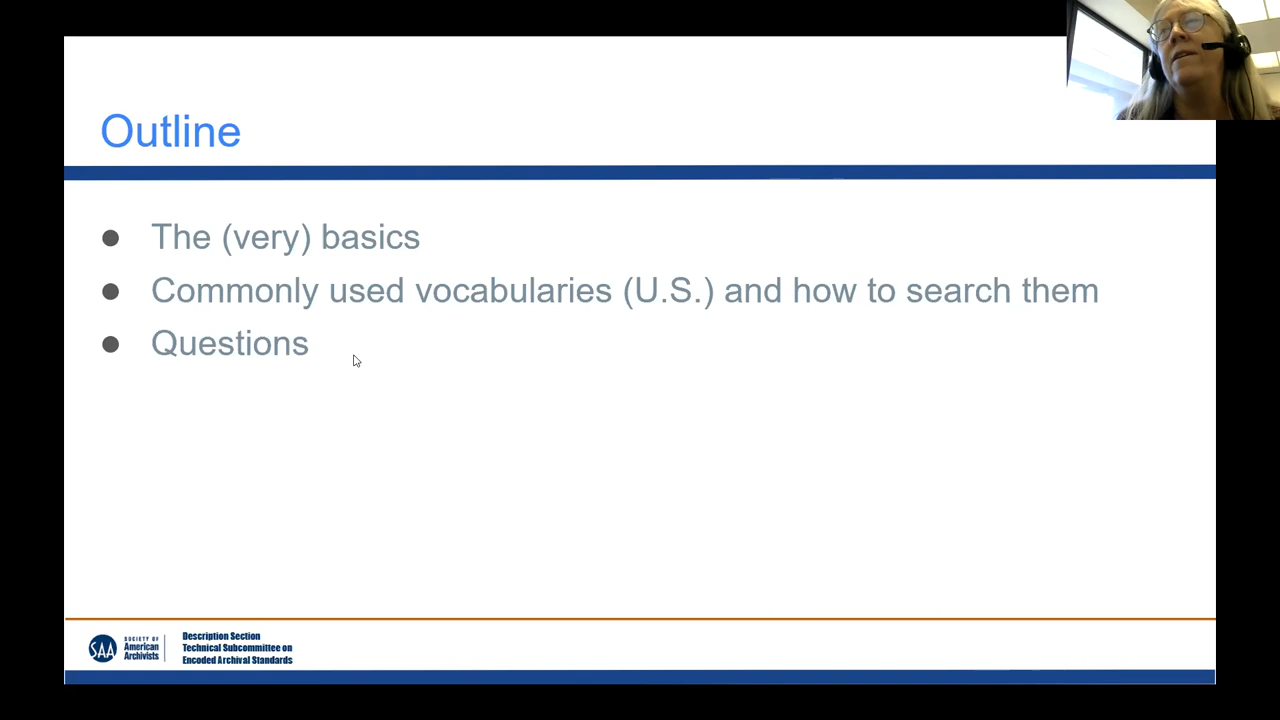 Outline
● The (very) basics
● Commonly used vocabularies (U.S.) and how to search them
● Questions
SAA
SOCIETY OF
American
Archivists
Description Section
Technical Subcommittee on
Encoded Archival Standards